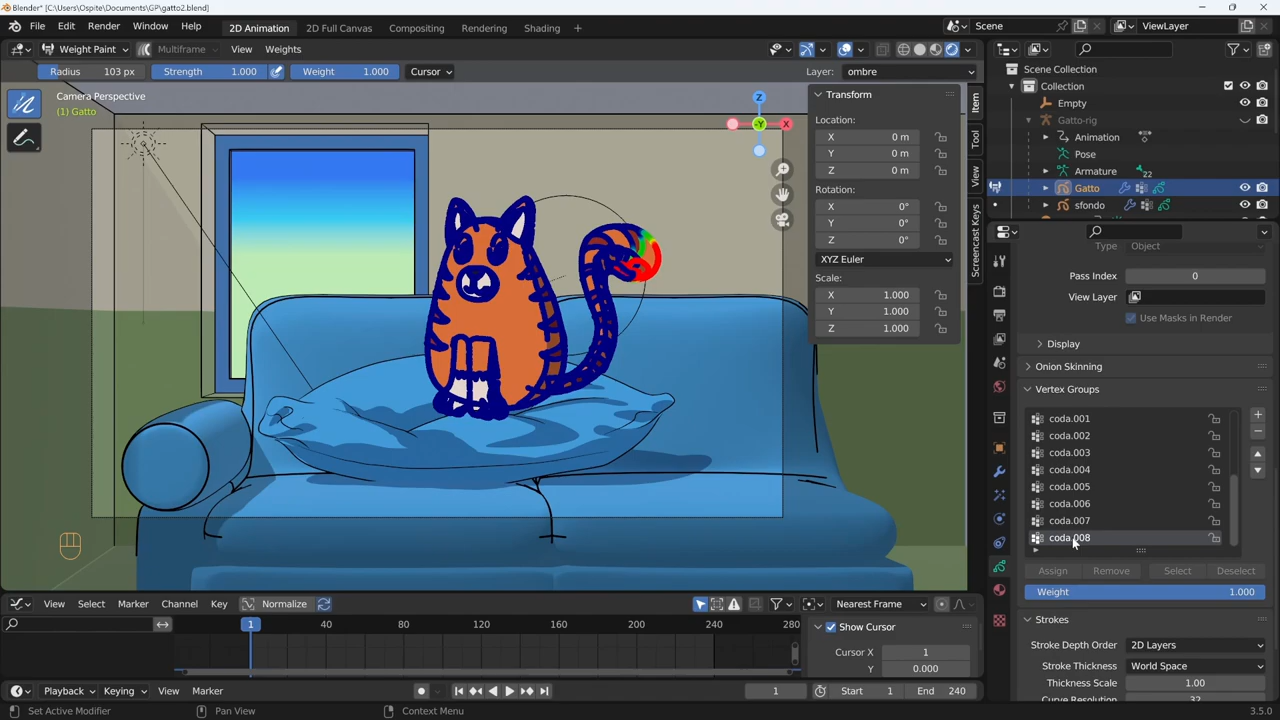 Blender* [C:\Users\Ospite\Documents\GP\gatto2.blend]
File Edit Render Window Help 2D Animation 2D Full Canvas Compositing Rendering Shading + Scene ViewLayer
Weight Paint Multiframe View Weights
Radius 103 px Strength 1.000 Weight 1.000 Cursor Layer: ombre
Camera Perspective
(1) Gatto
Z
-Y
X
Transform
Location:
X 0 m
Y 0 m
Z 0 m
Rotation:
X 0°
Y 0°
Z 0°
XYZ Euler
Scale:
X 1.000
Y 1.000
Z 1.000
Item
Tool
View
Screencast Keys
Scene Collection
Collection
Empty
Gatto-rig
Animation
Pose
Armature 22
Gatto
sfondo
Type Object
Pass Index 0
View Layer
Use Masks in Render
Display
Onion Skinning
Vertex Groups
coda.001
coda.002
coda.003
coda.004
coda.005
coda.006
coda.007
coda.008
Assign Remove Select Deselect
Weight 1.000
Strokes
Stroke Depth Order 2D Layers
Stroke Thickness World Space
Thickness Scale 1.00
Curve Resolution 32
View Select Marker Channel Key Normalize Nearest Frame
1 40 80 120 160 200 240 280
Show Cursor
Cursor X 1
Y 0.000
Playback Keying View Marker 1 Start 1 End 240
Set Active Modifier Pan View Context Menu 3.5.0